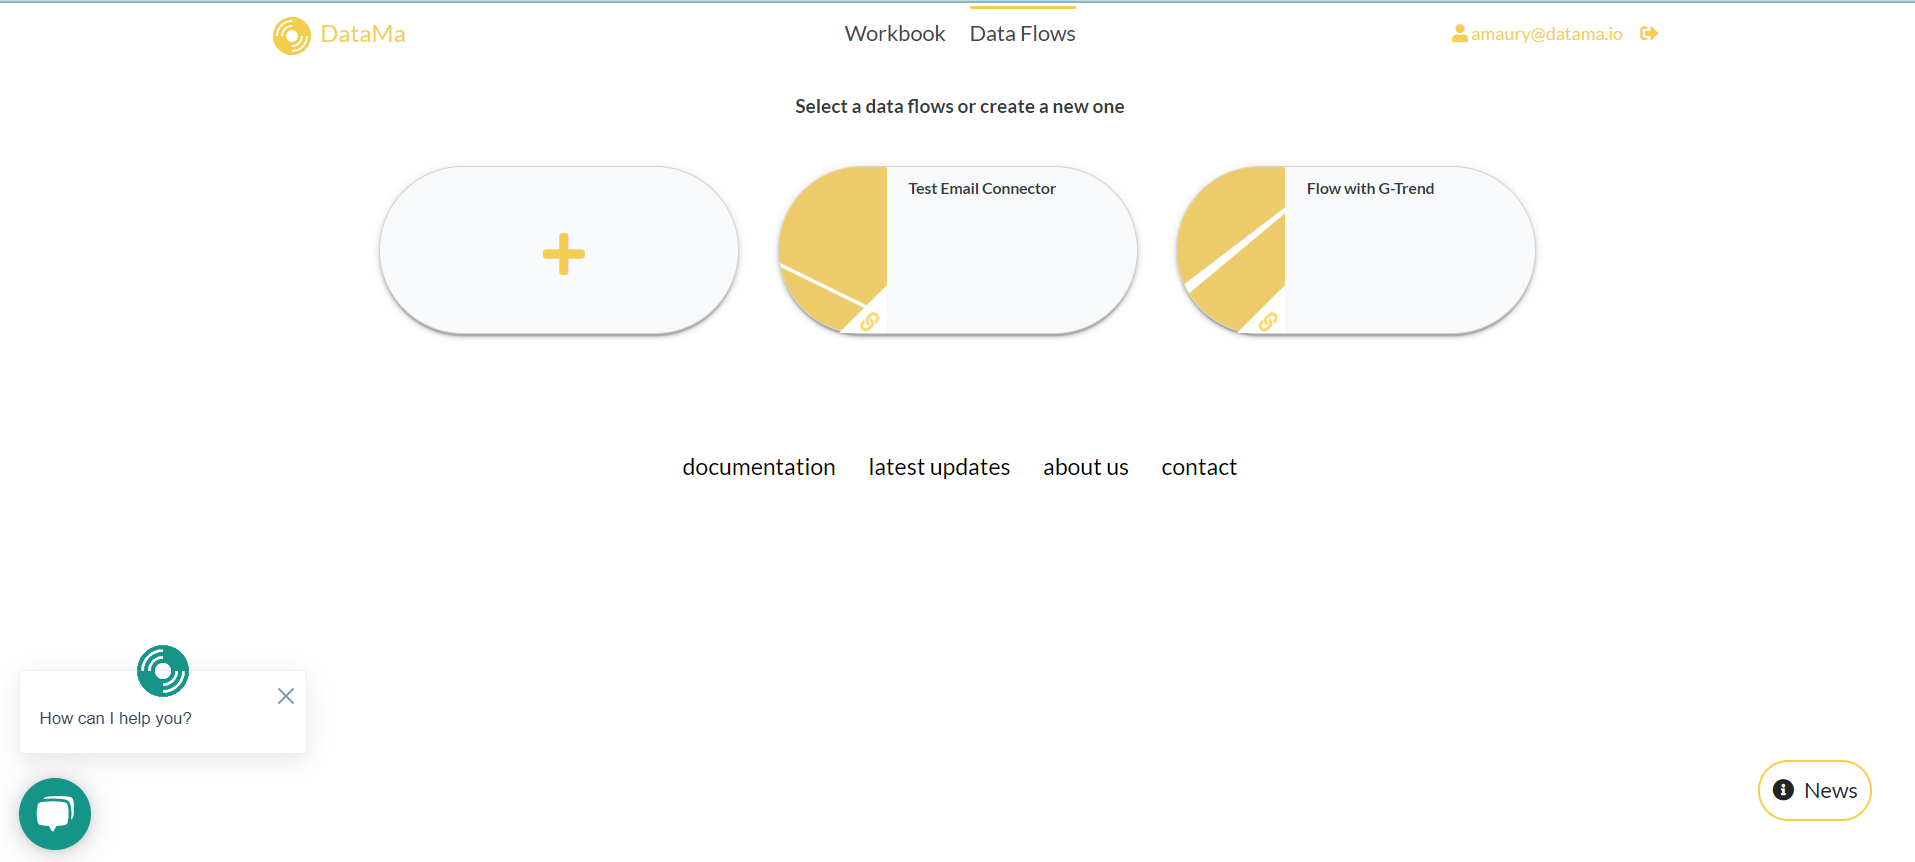 DataMa
Workbook Data Flows
amaury@datama.io
Select a data flows or create a new one
Test Email Connector
Flow with G-Trend
documentation latest updates about us contact
How can I help you?
News